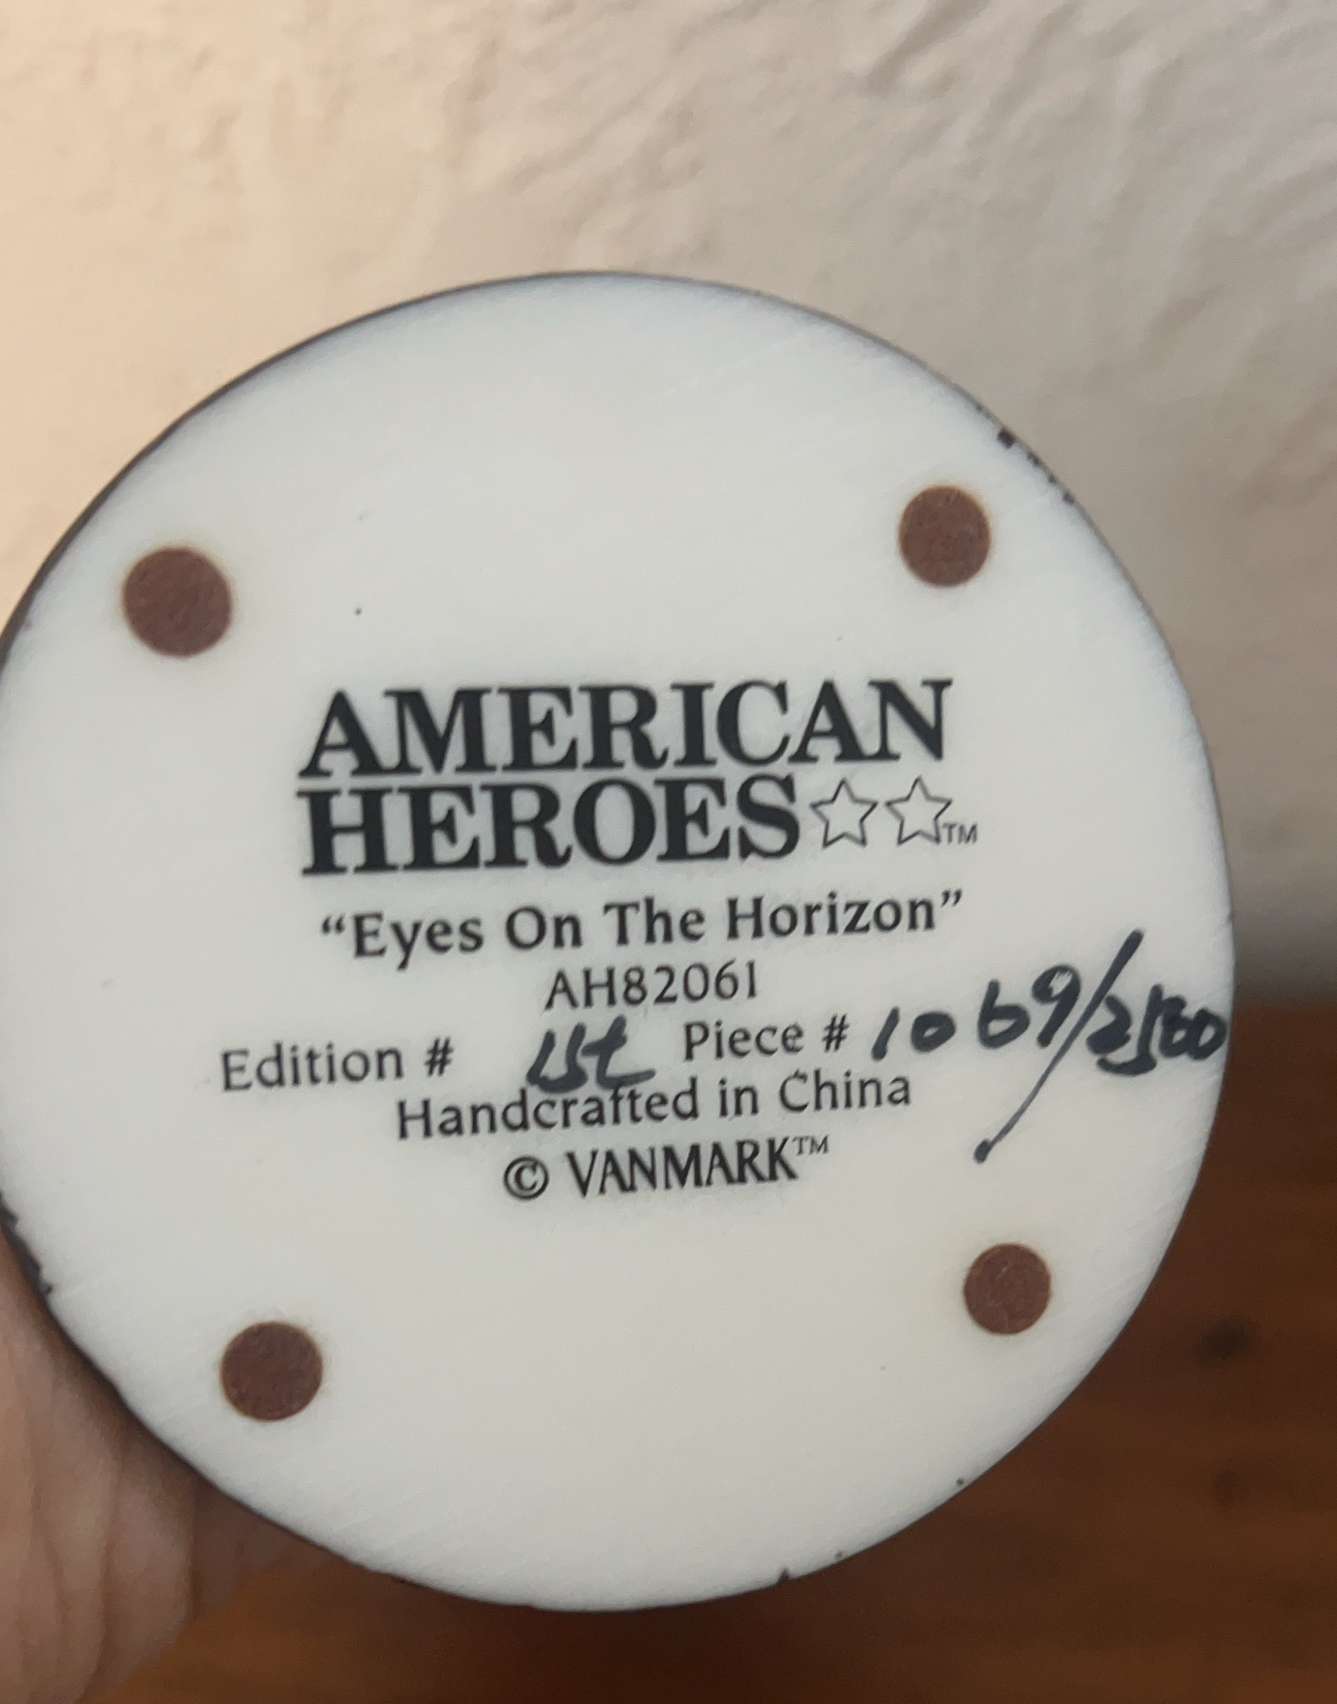 AMERICAN
HEROES☆☆™
“Eyes On The Horizon”
AH82061
Edition # 1st Piece # 1069/2500
Handcrafted in China
© VANMARK™